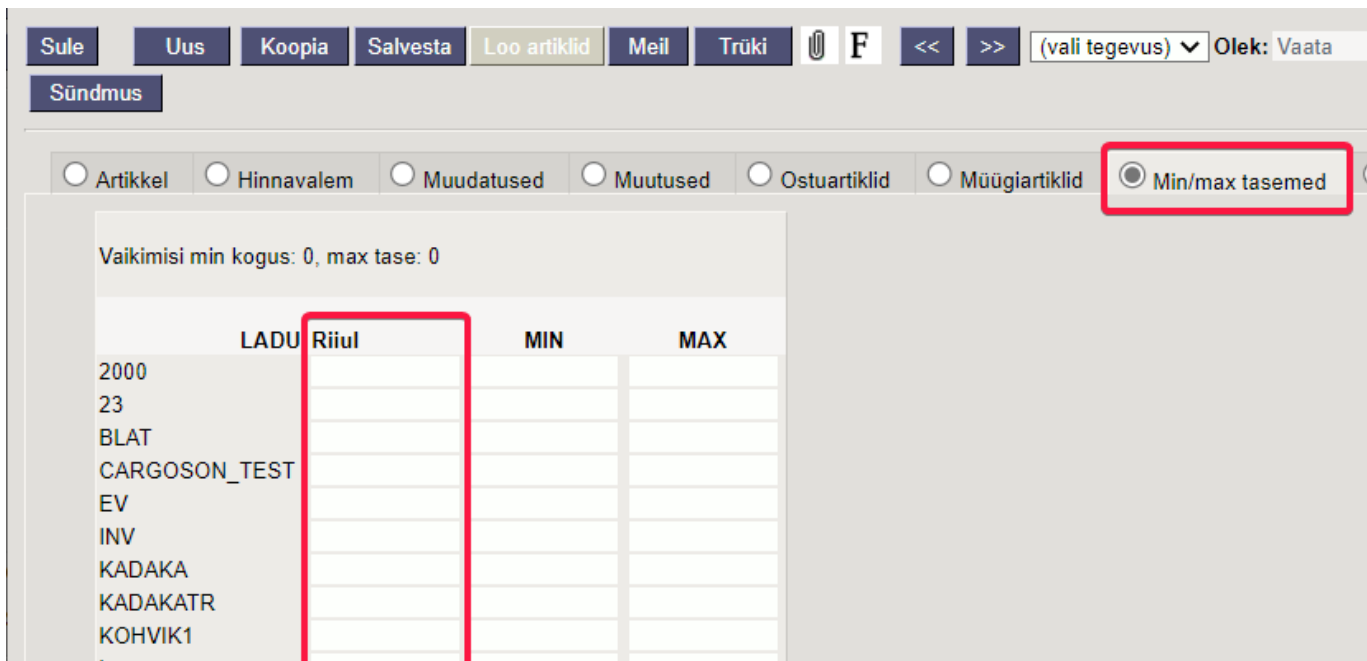 Sule Uus Koopia Salvesta Loo artiklid Meil Trüki F << >> (vali tegevus) Olek: Vaata
Sündmus
Artikkel Hinnavalem Muudatused Muutused Ostuartiklid Müügiartiklid Min/max tasemed
Vaikimisi min kogus: 0, max tase: 0
LADU Riiul MIN MAX
2000
23
BLAT
CARGOSON_TEST
EV
INV
KADAKA
KADAKATR
KOHVIK1